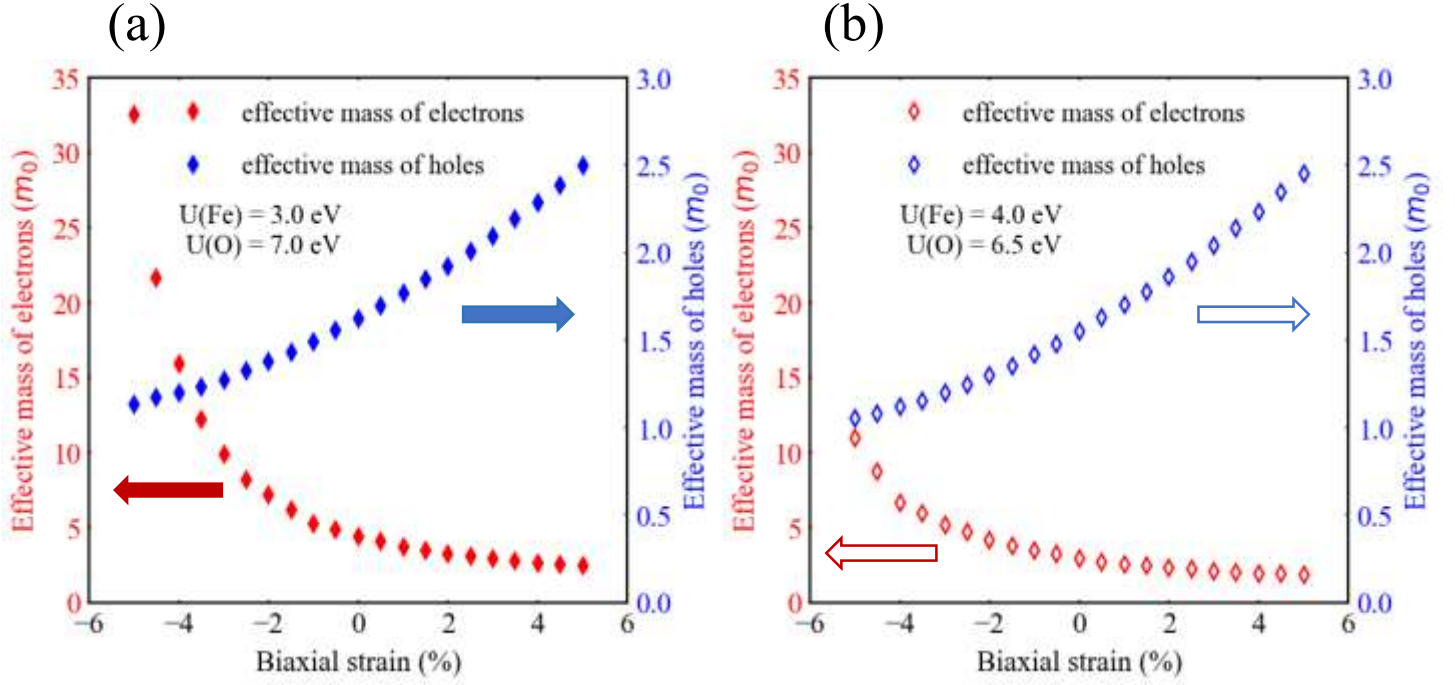 (a)
(b)
Effective mass of electrons (m₀)
35
30
25
20
15
10
5
0
effective mass of electrons
effective mass of holes
U(Fe) = 3.0 eV
U(O) = 7.0 eV
3.0
2.5
2.0
1.5
1.0
0.5
0.0
Effective mass of holes (m₀)
−6 −4 −2 0 2 4 6
Biaxial strain (%)
Effective mass of electrons (m₀)
35
30
25
20
15
10
5
0
effective mass of electrons
effective mass of holes
U(Fe) = 4.0 eV
U(O) = 6.5 eV
3.0
2.5
2.0
1.5
1.0
0.5
0.0
Effective mass of holes (m₀)
−6 −4 −2 0 2 4 6
Biaxial strain (%)